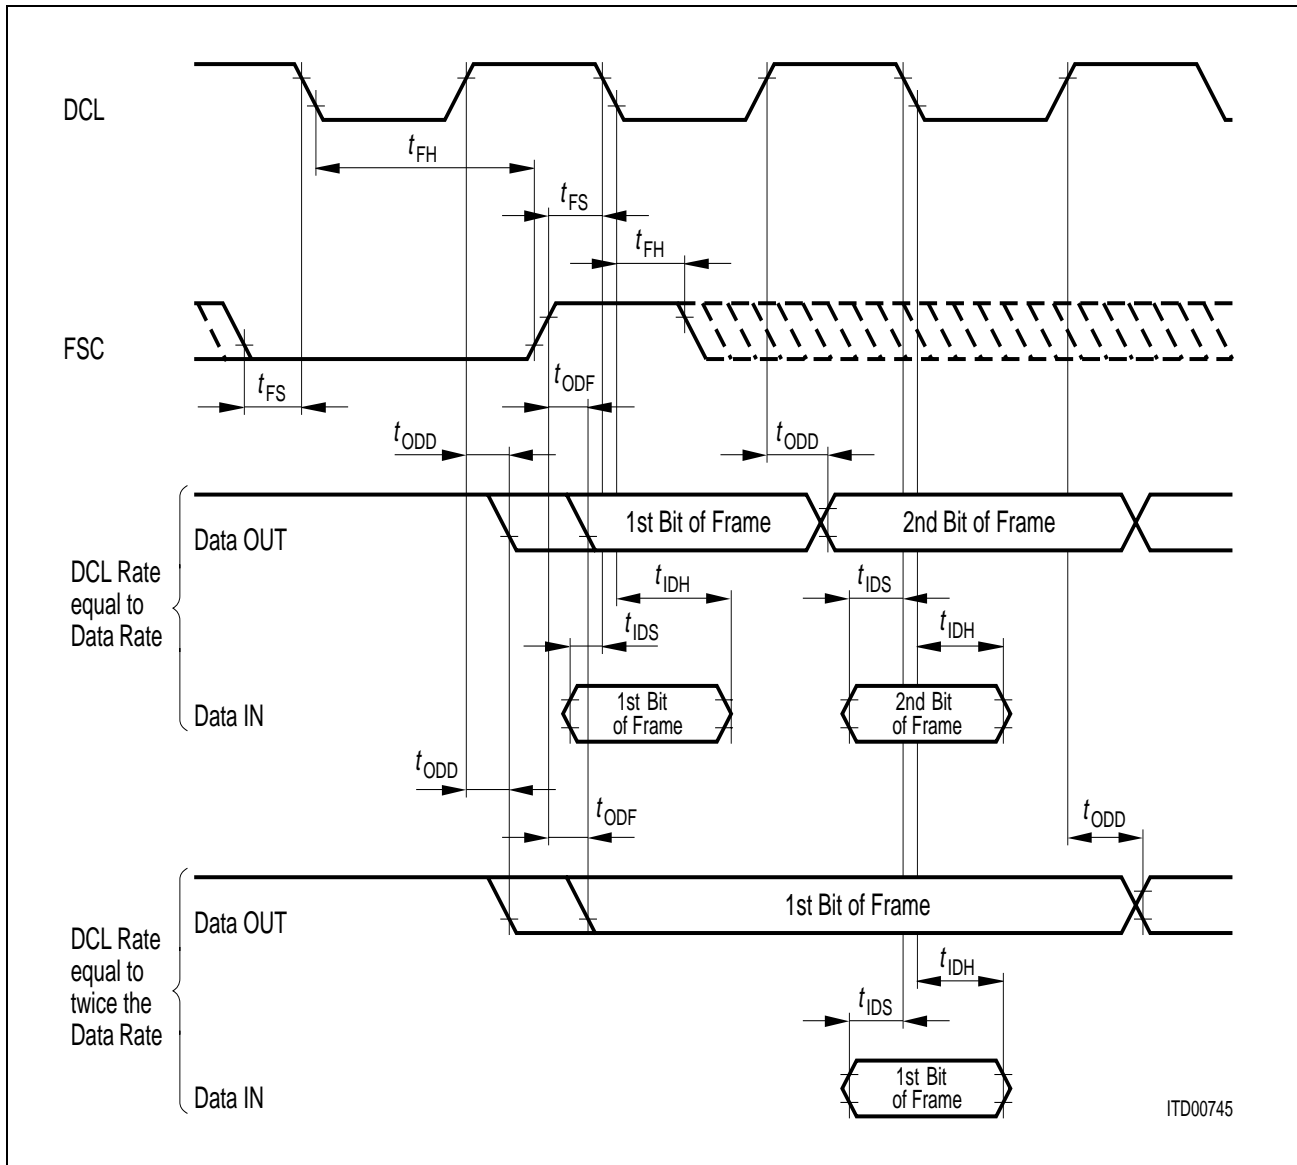 DCL
tFH
tFS
tFH
FSC
tFS
tODF
tODD
tODD
DCL Rate
equal to
Data Rate
Data OUT
1st Bit of Frame
2nd Bit of Frame
tIDH
tIDS
tIDS
tIDH
Data IN
1st Bit
of Frame
2nd Bit
of Frame
tODD
tODF
tODD
DCL Rate
equal to
twice the
Data Rate
Data OUT
1st Bit of Frame
tIDH
tIDS
Data IN
1st Bit
of Frame
ITD00745